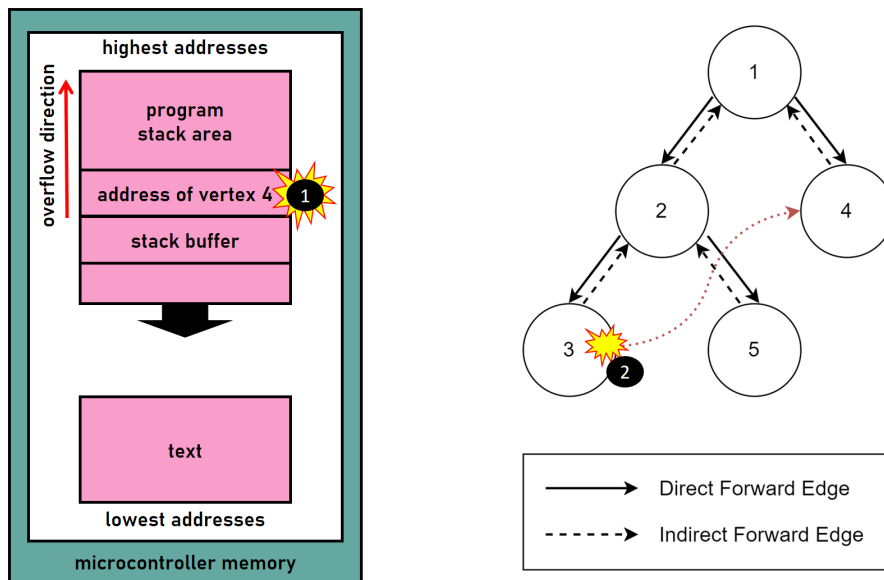 highest addresses
overflow direction
program
stack area
address of vertex 4
1
stack buffer
text
lowest addresses
microcontroller memory
1
2
4
3
5
2
Direct Forward Edge
Indirect Forward Edge